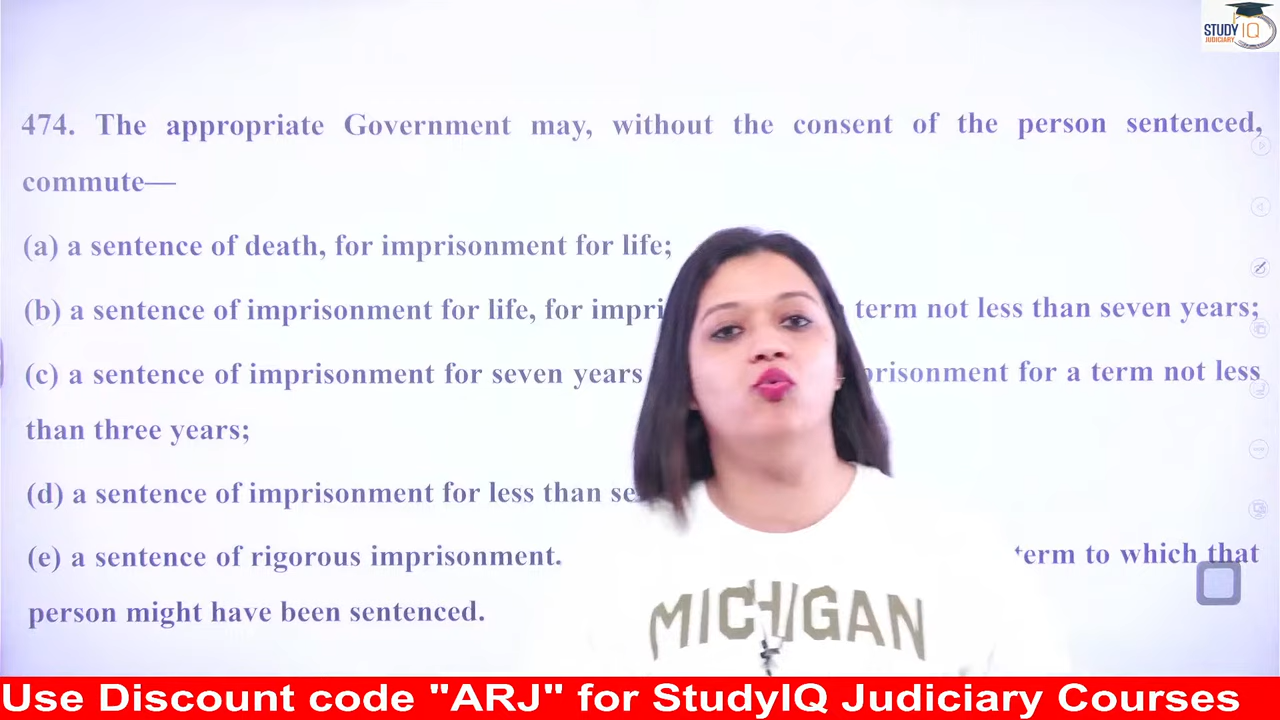 STUDY IQ
JUDICIARY
474. The appropriate Government may, without the consent of the person sentenced,
commute—
(a) a sentence of death, for imprisonment for life;
(b) a sentence of imprisonment for life, for impri term not less than seven years;
(c) a sentence of imprisonment for seven years prisonment for a term not less
than three years;
(d) a sentence of imprisonment for less than se
(e) a sentence of rigorous imprisonment. term to which that
person might have been sentenced.
MICHIGAN
Use Discount code "ARJ" for StudyIQ Judiciary Courses